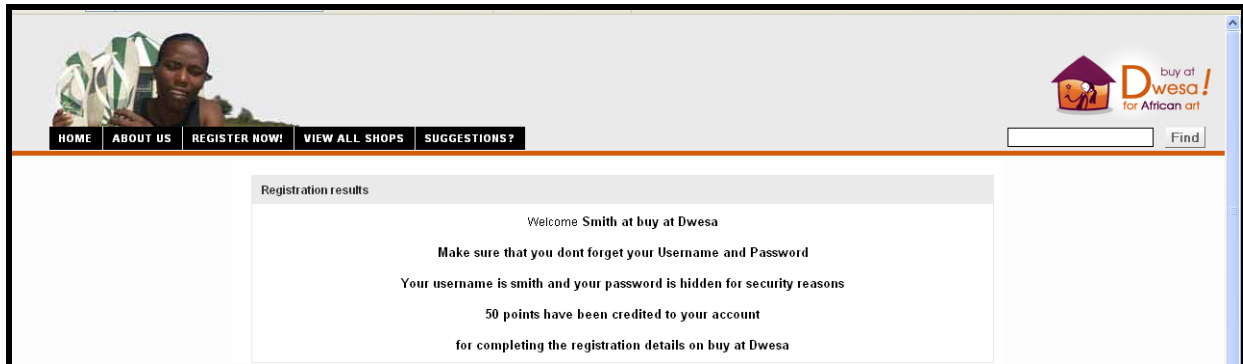 buy at
Dwesa!
for African art
HOME ABOUT US REGISTER NOW! VIEW ALL SHOPS SUGGESTIONS?
Find
Registration results
Welcome Smith at buy at Dwesa
Make sure that you dont forget your Username and Password
Your username is smith and your password is hidden for security reasons
50 points have been credited to your account
for completing the registration details on buy at Dwesa